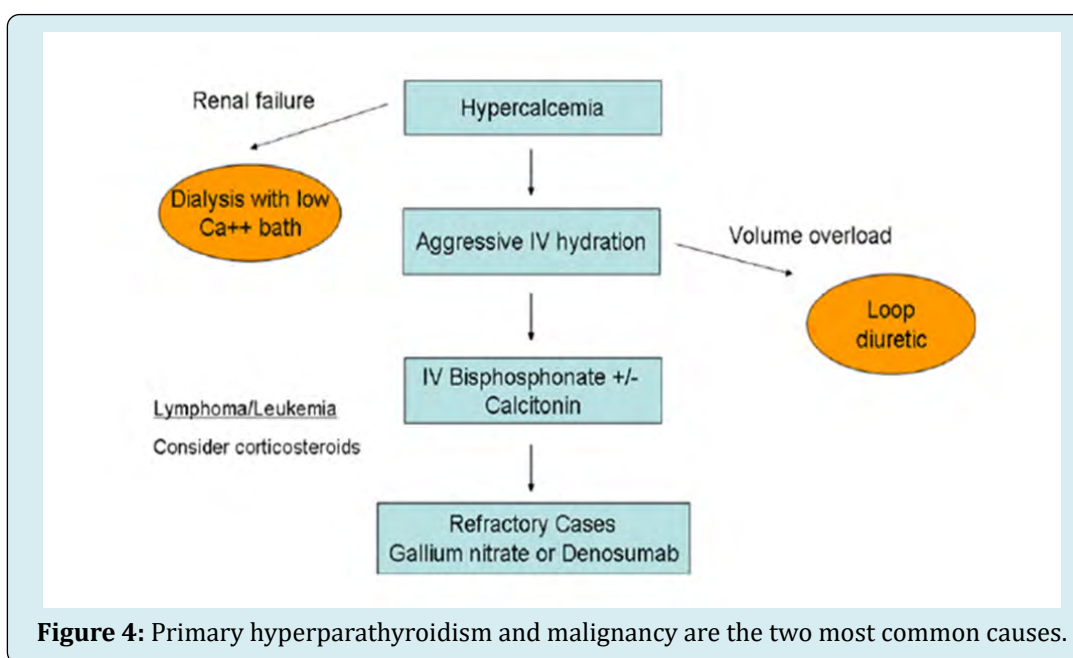 Renal failure
Hypercalcemia
Dialysis with low
Ca++ bath
Aggressive IV hydration
Volume overload
Loop
diuretic
IV Bisphosphonate +/-
Calcitonin
Lymphoma/Leukemia
Consider corticosteroids
Refractory Cases
Gallium nitrate or Denosumab
Figure 4: Primary hyperparathyroidism and malignancy are the two most common causes.